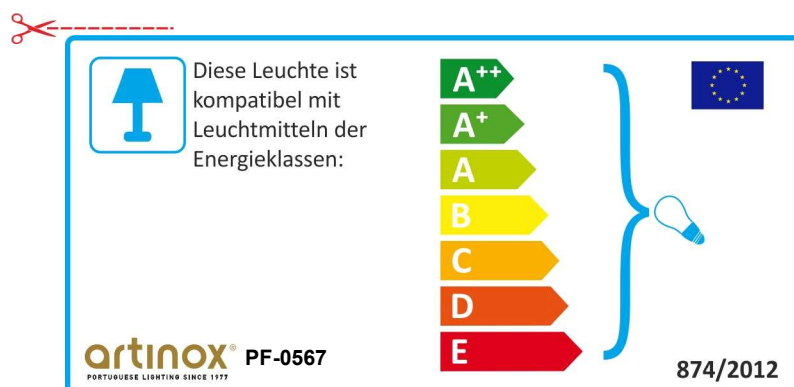 Diese Leuchte ist
kompatibel mit
Leuchtmitteln der
Energieklassen:
A++
A+
A
B
C
D
E
artinox® PF-0567
PORTUGUESE LIGHTING SINCE 1977
874/2012